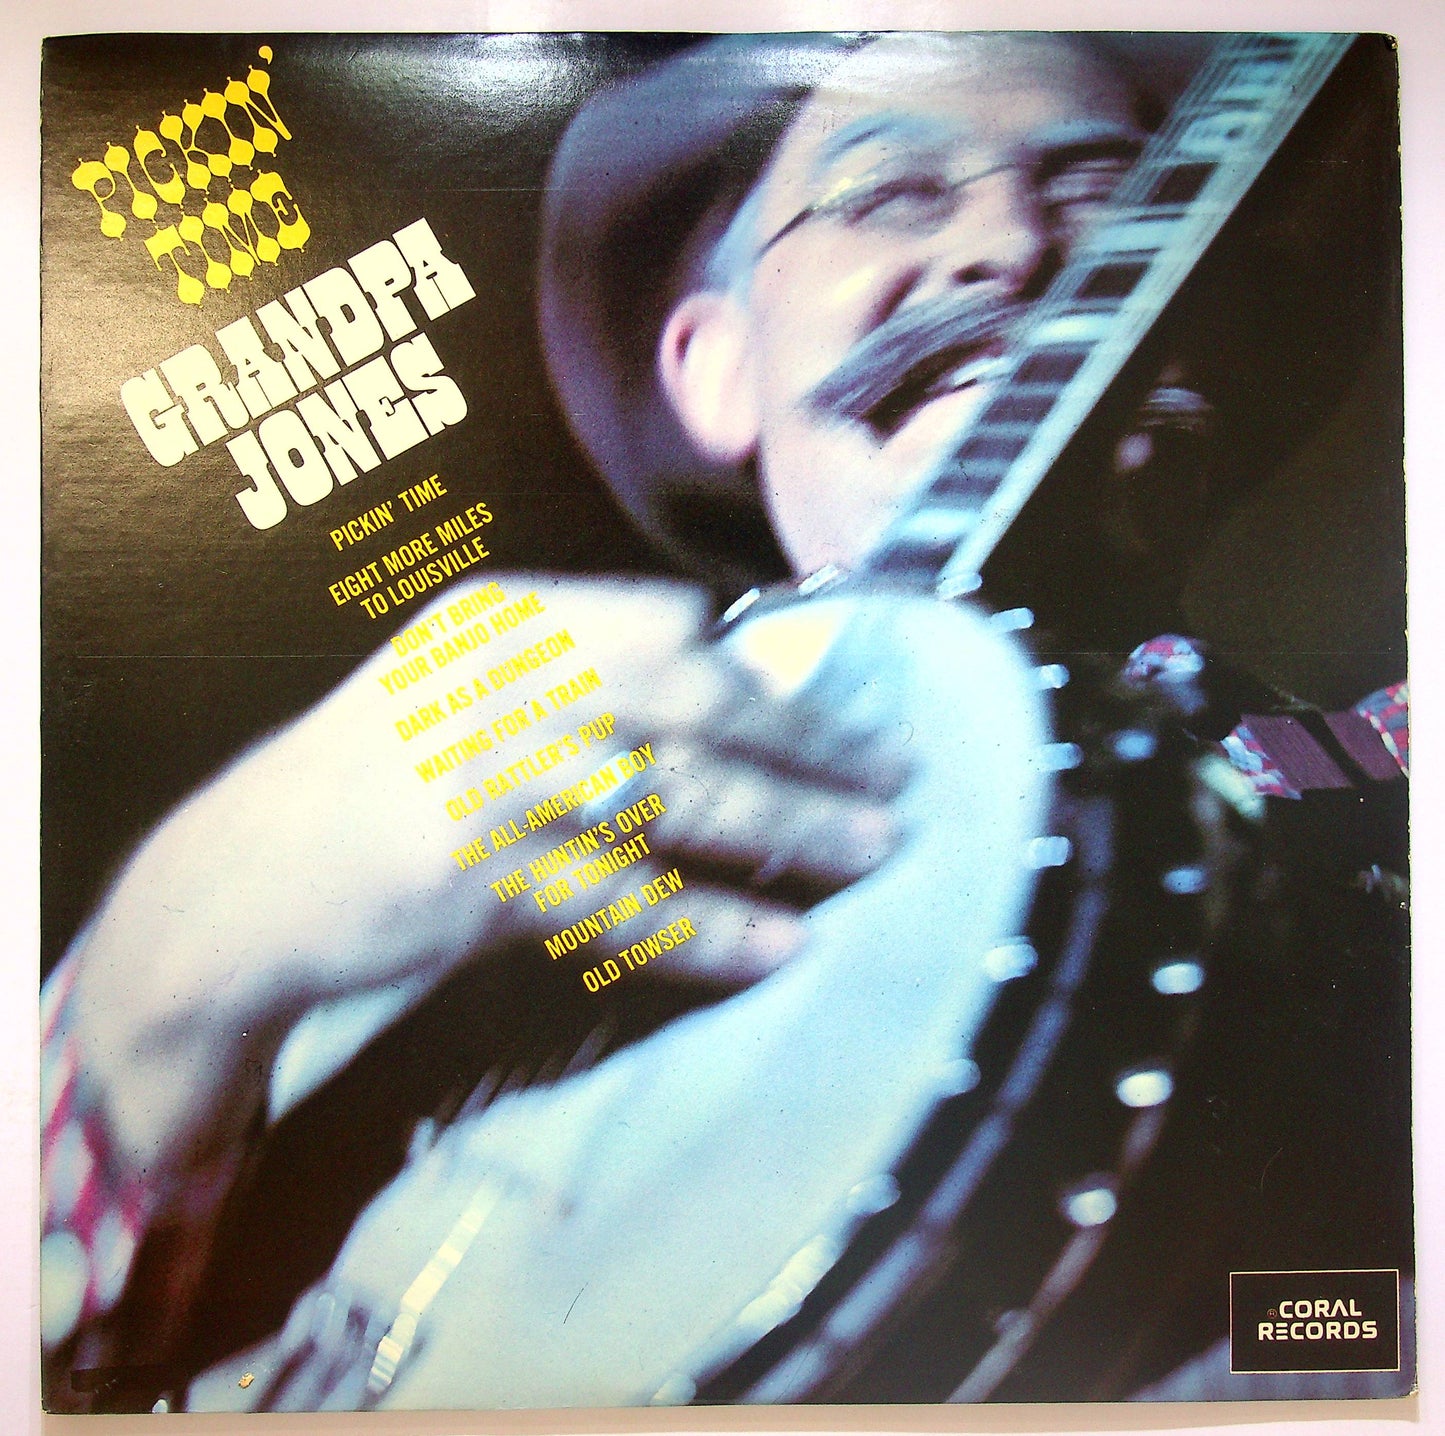 PICKIN'
TIME
GRANDPA
JONES
PICKIN' TIME
EIGHT MORE MILES
TO LOUISVILLE
DON'T BRING
YOUR BANJO HOME
DARK AS A DUNGEON
WAITING FOR A TRAIN
OLD RATTLER'S PUP
THE ALL-AMERICAN BOY
THE HUNTIN'S OVER
FOR TONIGHT
MOUNTAIN DEW
OLD TOWSER
®CORAL
RECORDS